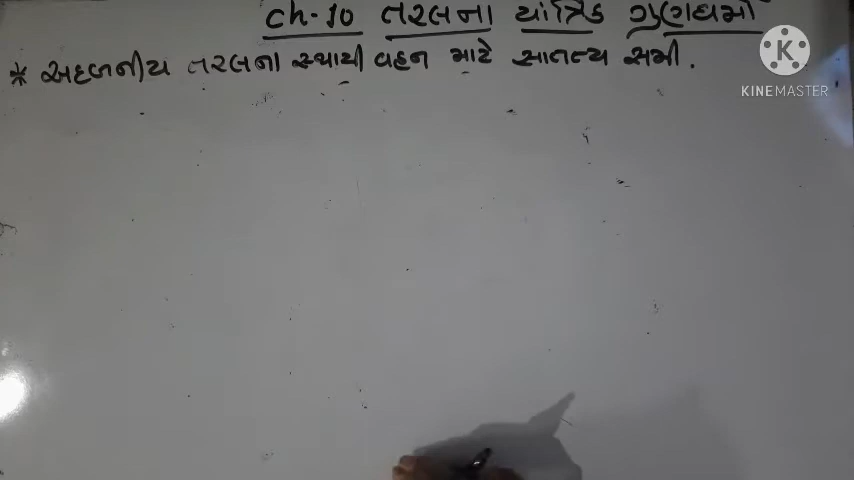 ch-10 તરલના યાંત્રિક ગુણધર્મો
* અદબનીય તરલના સ્થાયી વહન માટે સાતત્ય સમી.
KINEMASTER